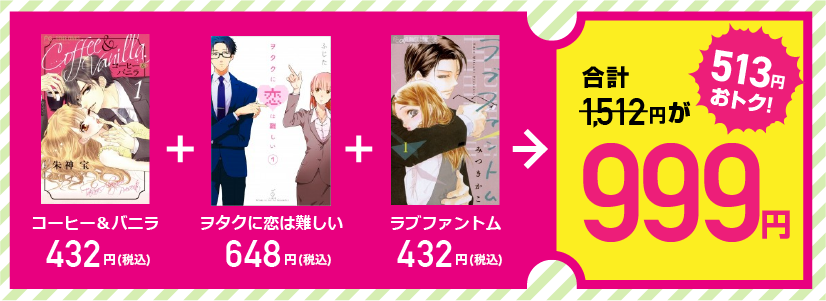 Coffee &
Vanilla
コーヒー&
バニラ
1
朱神 宝
ふじた
ヲタクに
恋
は難しい
ラブファントム
1
みつきかこ
+
+
コーヒー&バニラ
432円(税込)
ヲタクに恋は難しい
648円(税込)
ラブファントム
432円(税込)
合計
1,512円が
999円
513円
おトク!